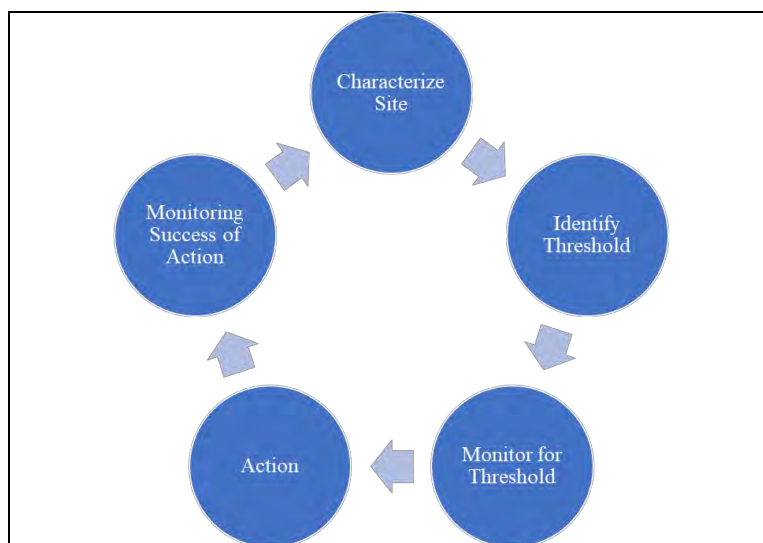 Characterize
Site
Identify
Threshold
Monitor for
Threshold
Action
Monitoring
Success of
Action